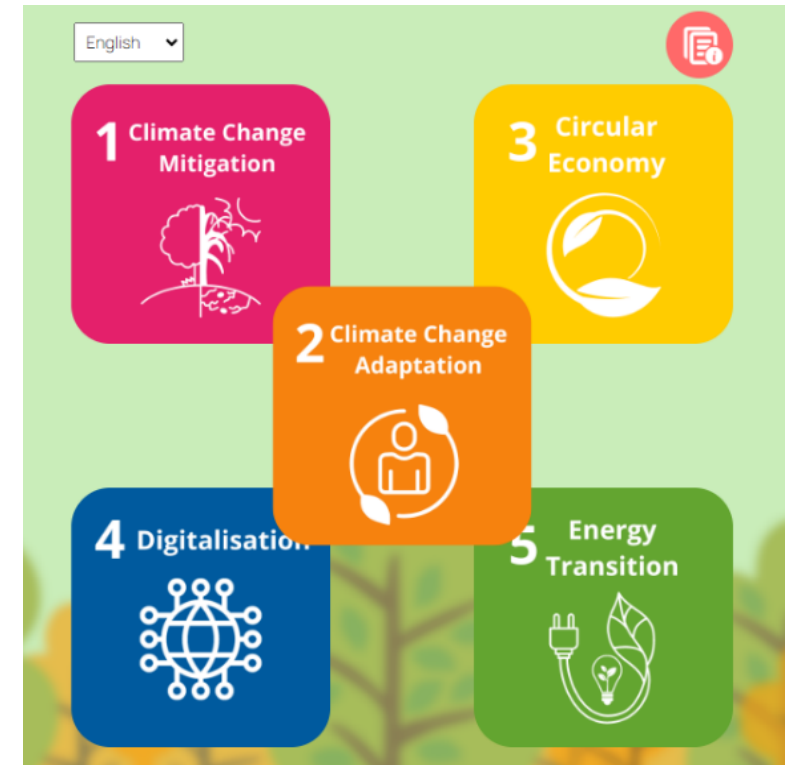 English
1 Climate Change
Mitigation
3 Circular
Economy
2 Climate Change
Adaptation
4 Digitalisation
5 Energy
Transition